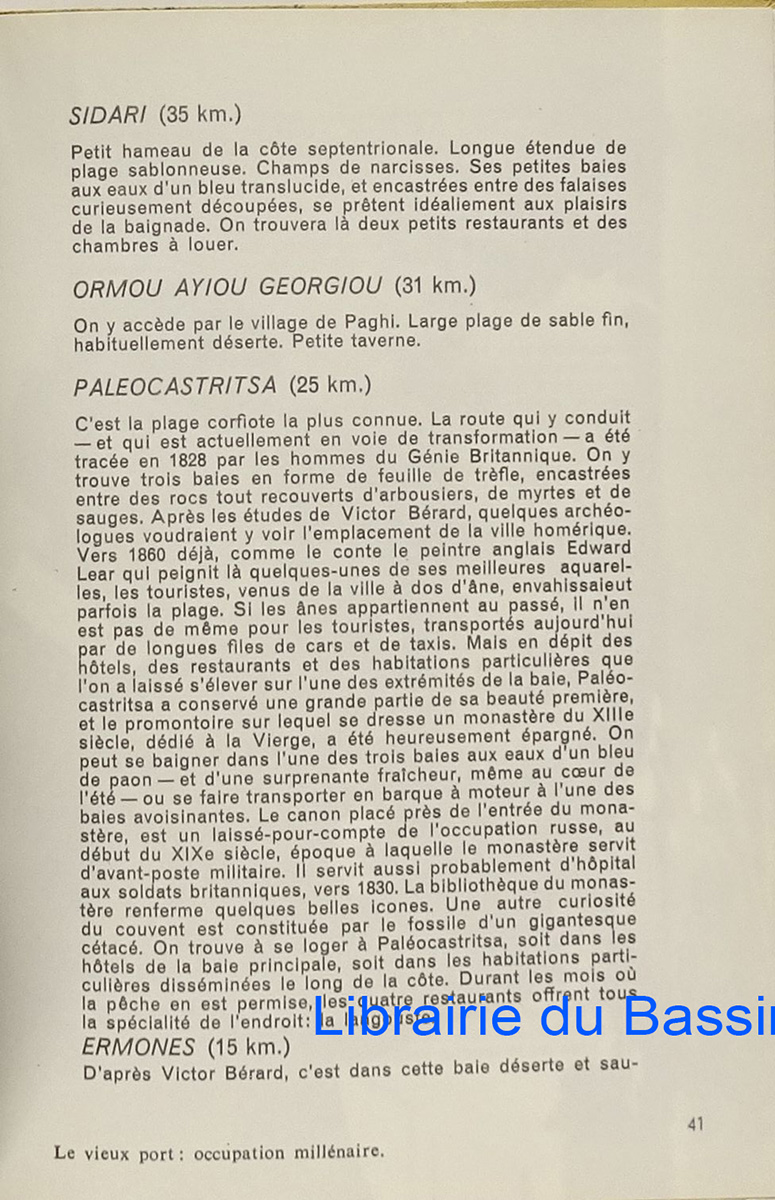 SIDARI (35 km.)
Petit hameau de la côte septentrionale. Longue étendue de
plage sablonneuse. Champs de narcisses. Ses petites baies
aux eaux d'un bleu translucide, et encastrées entre des falaises
curieusement découpées, se prêtent idéaliement aux plaisirs
de la baignade. On trouvera là deux petits restaurants et des
chambres à louer.
ORMOU AYIOU GEORGIOU (31 km.)
On y accède par le village de Paghi. Large plage de sable fin,
habituellement déserte. Petite taverne.
PALEOCASTRITSA (25 km.)
C'est la plage corfiote la plus connue. La route qui y conduit
— et qui est actuellement en voie de transformation — a été
tracée en 1828 par les hommes du Génie Britannique. On y
trouve trois baies en forme de feuille de trèfle, encastrées
entre des rocs tout recouverts d'arbousiers, de myrtes et de
sauges. Après les études de Victor Bérard, quelques archéo-
logues voudraient y voir l'emplacement de la ville homérique.
Vers 1860 déjà, comme le conte le peintre anglais Edward
Lear qui peignit là quelques-unes de ses meilleures aquarel-
les, les touristes, venus de la ville à dos d'âne, envahissaieut
parfois la plage. Si les ânes appartiennent au passé, il n'en
est pas de même pour les touristes, transportés aujourd'hui
par de longues files de cars et de taxis. Mais en dépit des
hôtels, des restaurants et des habitations particulières que
l'on a laissé s'élever sur l'une des extrémités de la baie, Paléo-
castritsa a conservé une grande partie de sa beauté première,
et le promontoire sur lequel se dresse un monastère du XIIIe
siècle, dédié à la Vierge, a été heureusement épargné. On
peut se baigner dans l'une des trois baies aux eaux d'un bleu
de paon — et d'une surprenante fraîcheur, même au cœur de
l'été — ou se faire transporter en barque à moteur à l'une des
baies avoisinantes. Le canon placé près de l'entrée du mona-
stère, est un laissé-pour-compte de l'occupation russe, au
début du XIXe siècle, époque à laquelle le monastère servit
d'avant-poste militaire. Il servit aussi probablement d'hôpital
aux soldats britanniques, vers 1830. La bibliothèque du monas-
tère renferme quelques belles icones. Une autre curiosité
du couvent est constituée par le fossile d'un gigantesque
cétacé. On trouve à se loger à Paléocastritsa, soit dans les
hôtels de la baie principale, soit dans les habitations parti-
culières disséminées le long de la côte. Durant les mois où
la pêche en est permise, les quatre restaurants offrent tous
la spécialité de l'endroit: la langouste.
Librairie du Bassin
ERMONES (15 km.)
D'après Victor Bérard, c'est dans cette baie déserte et sau-
41
Le vieux port : occupation millénaire.